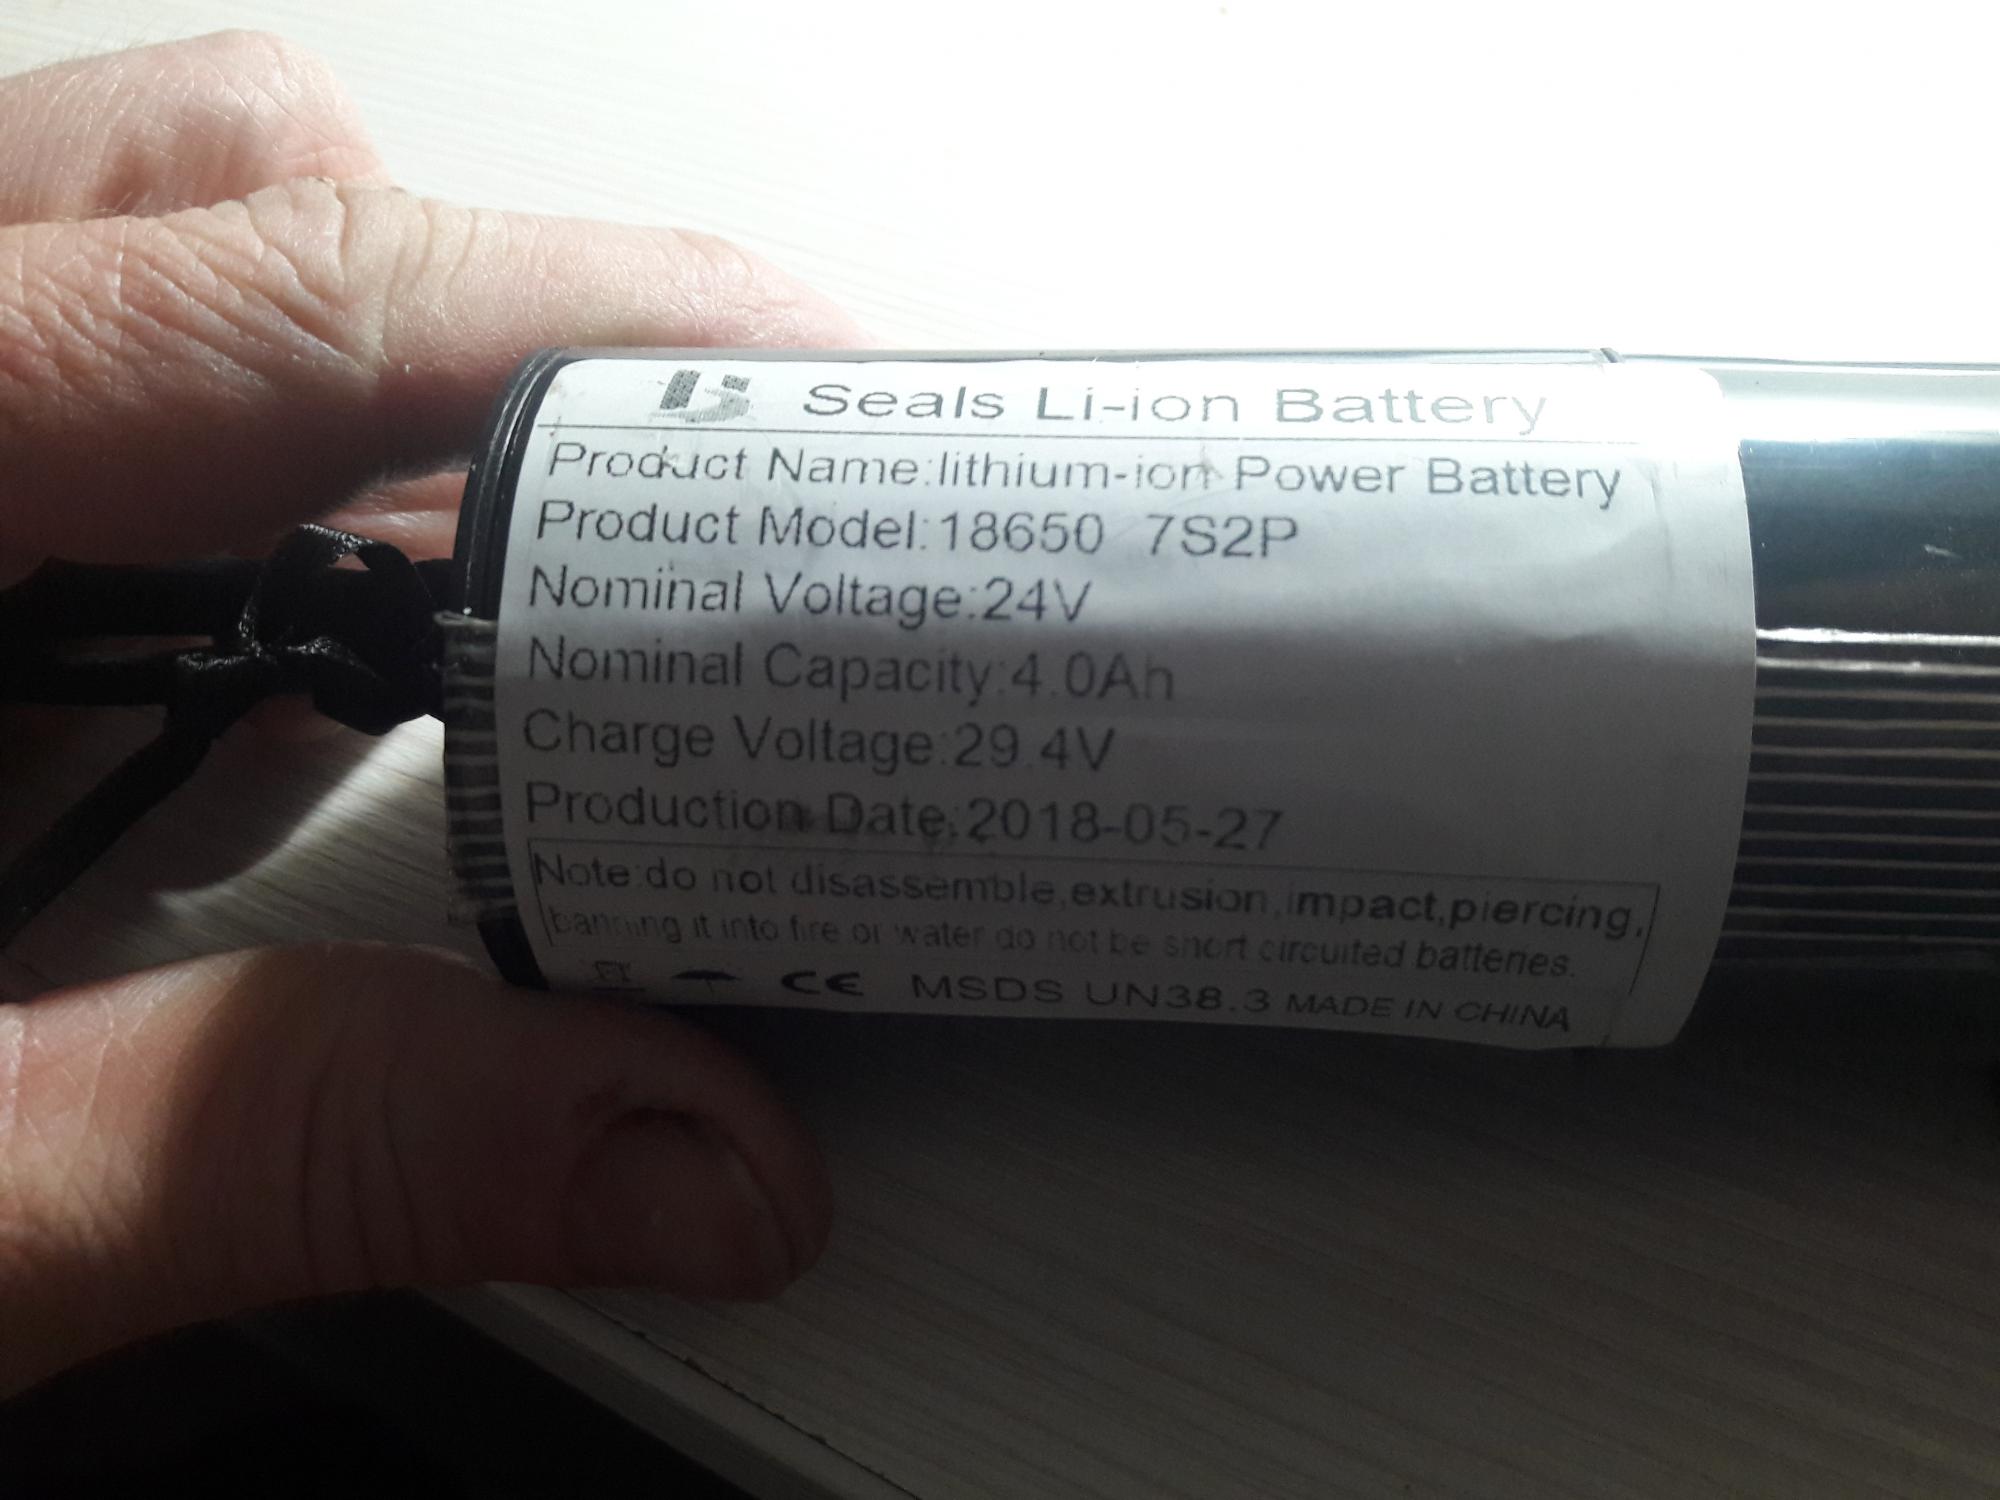 Seals Li-ion Battery
Product Name:lithium-ion Power Battery
Product Model:18650 7S2P
Nominal Voltage:24V
Nominal Capacity:4.0Ah
Charge Voltage:29.4V
Production Date:2018-05-27
Note:do not disassemble,extrusion,impact,piercing,
it into fire or water do not be short circuited batteries.
CE MSDS UN38.3 MADE IN CHINA